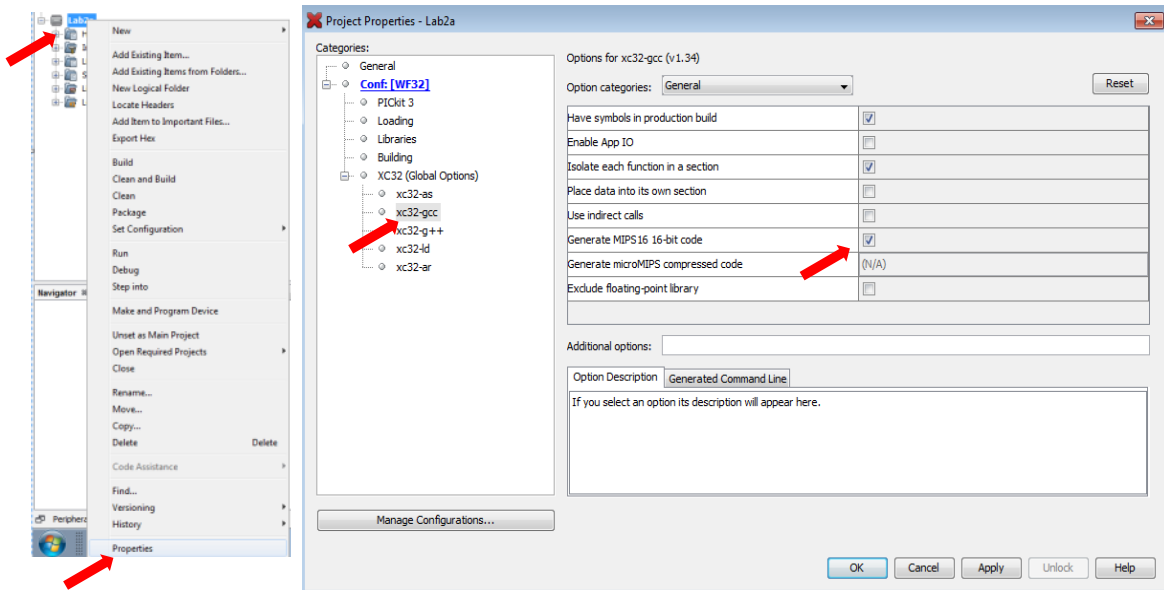 Lab2a
New
Add Existing Item...
Add Existing Items from Folders...
New Logical Folder
Locate Headers
Add Item to Important Files...
Export Hex
Build
Clean and Build
Clean
Package
Set Configuration
Run
Debug
Step into
Make and Program Device
Unset as Main Project
Open Required Projects
Close
Rename...
Move...
Copy...
Delete Delete
Code Assistance
Find...
Versioning
History
Properties
Navigator
Project Properties - Lab2a
Categories:
General
Conf: [WF32]
PICkit 3
Loading
Libraries
Building
XC32 (Global Options)
xc32-as
xc32-gcc
xc32-g++
xc32-ld
xc32-ar
Manage Configurations...
Options for xc32-gcc (v1.34)
Option categories: General Reset
Have symbols in production build
Enable App IO
Isolate each function in a section
Place data into its own section
Use indirect calls
Generate MIPS16 16-bit code
Generate microMIPS compressed code (N/A)
Exclude floating-point library
Additional options:
Option Description Generated Command Line
If you select an option its description will appear here.
OK Cancel Apply Unlock Help